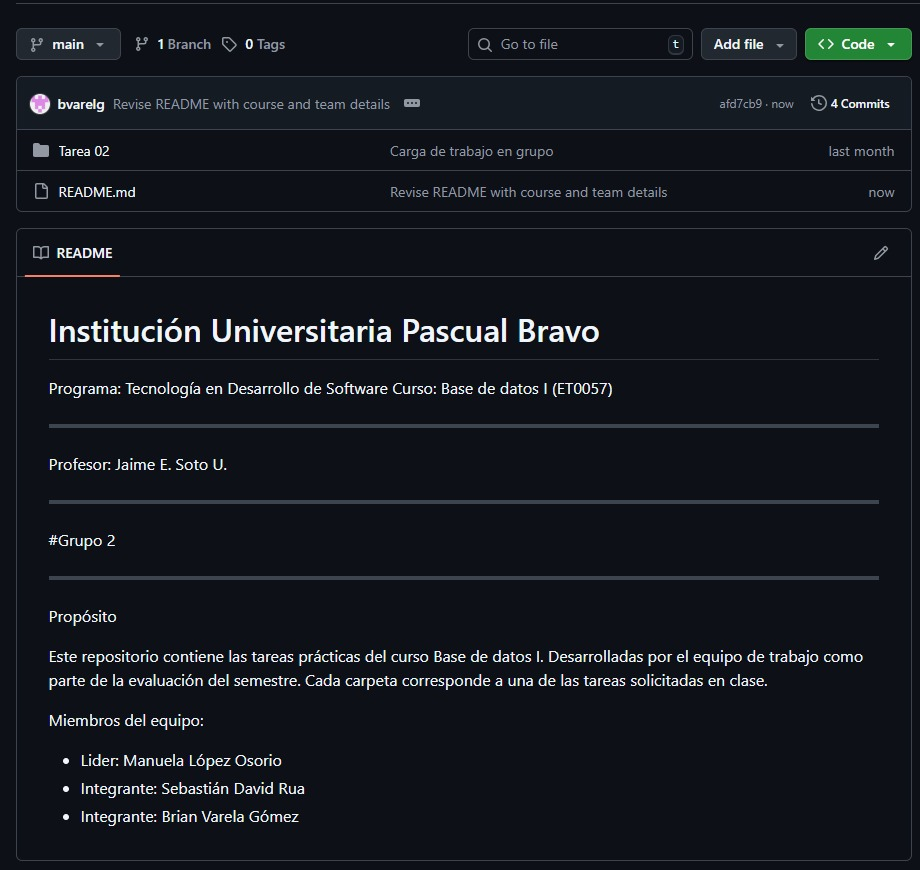 main 1 Branch 0 Tags Go to file t Add file Code
bvarelg Revise README with course and team details afd7cb9 · now 4 Commits
Tarea 02 Carga de trabajo en grupo last month
README.md Revise README with course and team details now
README
Institución Universitaria Pascual Bravo
Programa: Tecnología en Desarrollo de Software Curso: Base de datos I (ET0057)
Profesor: Jaime E. Soto U.
#Grupo 2
Propósito
Este repositorio contiene las tareas prácticas del curso Base de datos I. Desarrolladas por el equipo de trabajo como
parte de la evaluación del semestre. Cada carpeta corresponde a una de las tareas solicitadas en clase.
Miembros del equipo:
• Lider: Manuela López Osorio
• Integrante: Sebastián David Rua
• Integrante: Brian Varela Gómez